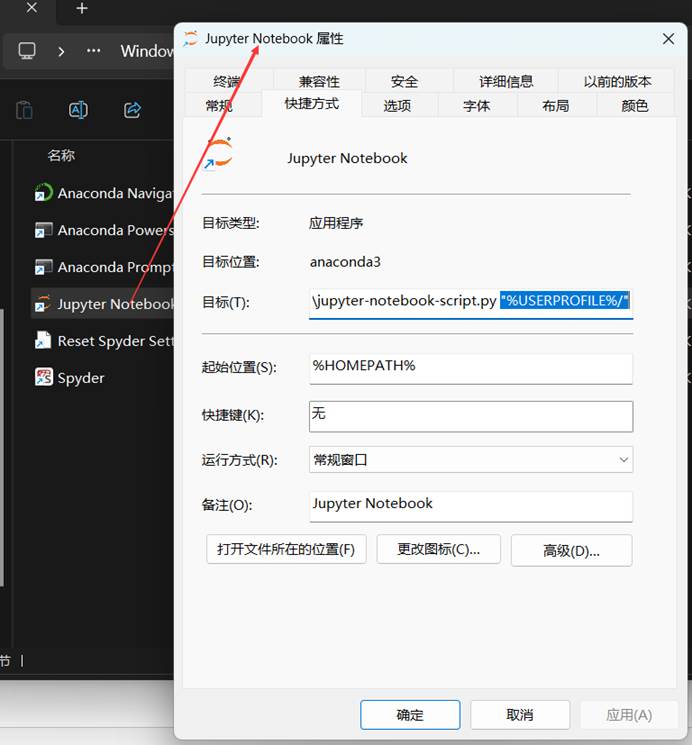 Window
Jupyter Notebook 属性
终端
兼容性
安全
详细信息
以前的版本
常规
快捷方式
选项
字体
布局
颜色
名称
Anaconda Naviga
Anaconda Powers
Anaconda Prompt
Jupyter Notebook
Reset Spyder Sett
Spyder
Jupyter Notebook
目标类型:
应用程序
目标位置:
anaconda3
目标(T):
\jupyter-notebook-script.py "%USERPROFILE%/"
起始位置(S):
%HOMEPATH%
快捷键(K):
无
运行方式(R):
常规窗口
备注(O):
Jupyter Notebook
打开文件所在的位置(F)
更改图标(C)...
高级(D)...
节
确定
取消
应用(A)